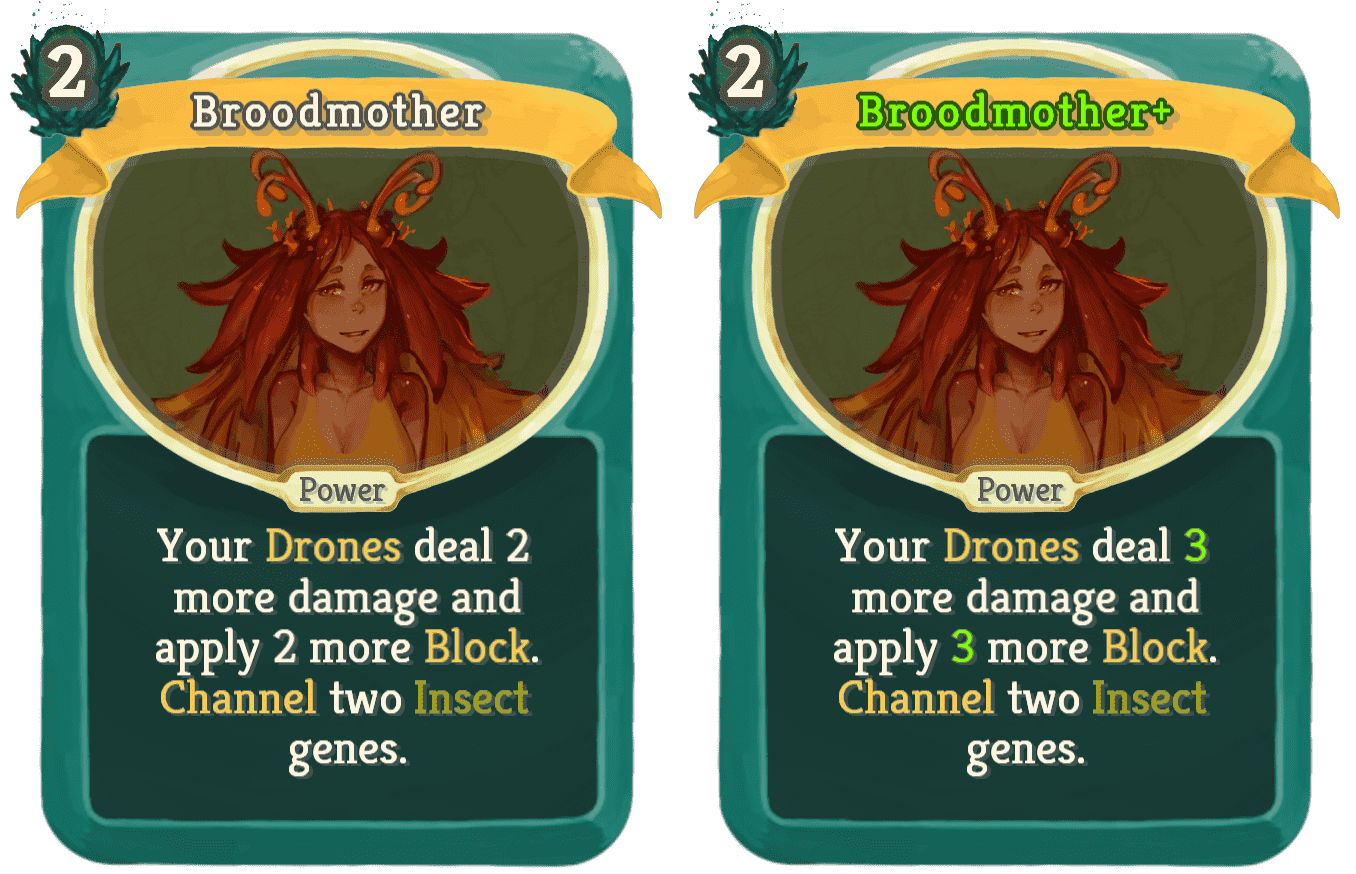 2
Broodmother
Power
Your Drones deal 2
more damage and
apply 2 more Block.
Channel two Insect
genes.
2
Broodmother+
Power
Your Drones deal 3
more damage and
apply 3 more Block.
Channel two Insect
genes.